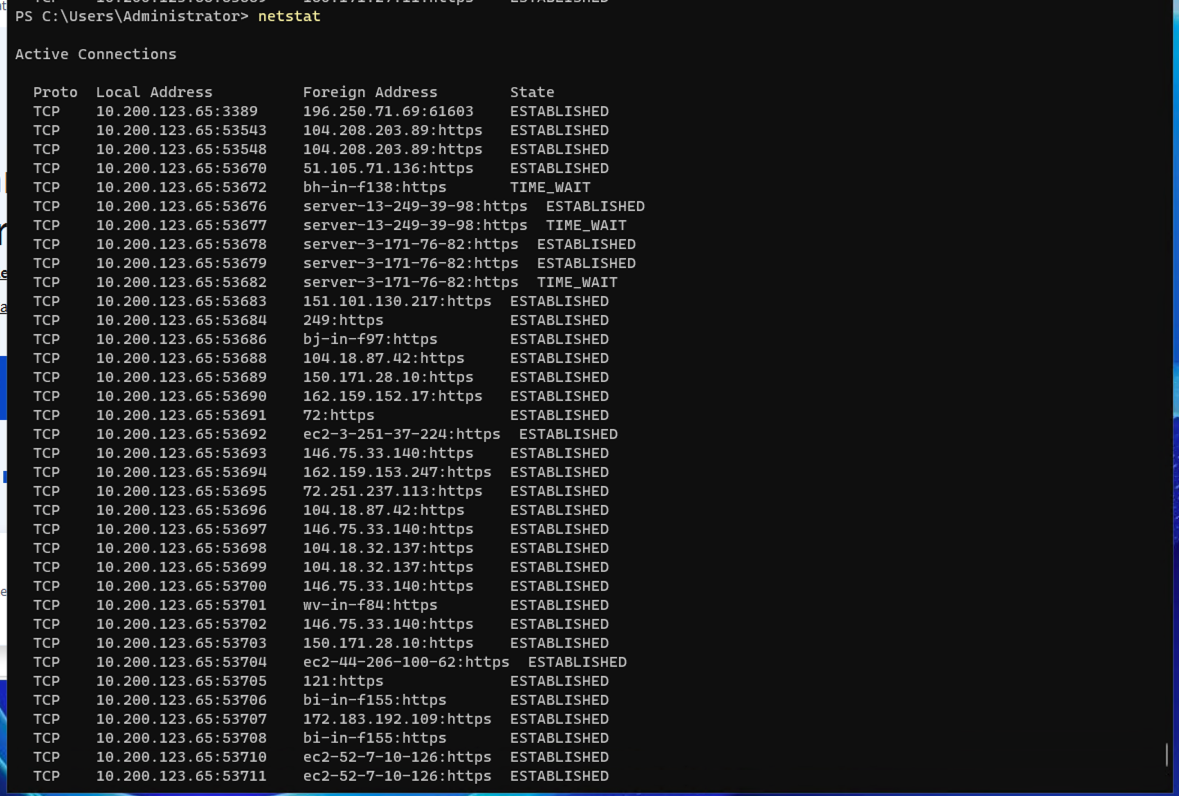 PS C:\Users\Administrator> netstat
Active Connections
Proto Local Address Foreign Address State
TCP 10.200.123.65:3389 196.250.71.69:61603 ESTABLISHED
TCP 10.200.123.65:53543 104.208.203.89:https ESTABLISHED
TCP 10.200.123.65:53548 104.208.203.89:https ESTABLISHED
TCP 10.200.123.65:53670 51.105.71.136:https ESTABLISHED
TCP 10.200.123.65:53672 bh-in-f138:https TIME_WAIT
TCP 10.200.123.65:53676 server-13-249-39-98:https ESTABLISHED
TCP 10.200.123.65:53677 server-13-249-39-98:https TIME_WAIT
TCP 10.200.123.65:53678 server-3-171-76-82:https ESTABLISHED
TCP 10.200.123.65:53679 server-3-171-76-82:https ESTABLISHED
TCP 10.200.123.65:53682 server-3-171-76-82:https TIME_WAIT
TCP 10.200.123.65:53683 151.101.130.217:https ESTABLISHED
TCP 10.200.123.65:53684 249:https ESTABLISHED
TCP 10.200.123.65:53686 bj-in-f97:https ESTABLISHED
TCP 10.200.123.65:53688 104.18.87.42:https ESTABLISHED
TCP 10.200.123.65:53689 150.171.28.10:https ESTABLISHED
TCP 10.200.123.65:53690 162.159.152.17:https ESTABLISHED
TCP 10.200.123.65:53691 72:https ESTABLISHED
TCP 10.200.123.65:53692 ec2-3-251-37-224:https ESTABLISHED
TCP 10.200.123.65:53693 146.75.33.140:https ESTABLISHED
TCP 10.200.123.65:53694 162.159.153.247:https ESTABLISHED
TCP 10.200.123.65:53695 72.251.237.113:https ESTABLISHED
TCP 10.200.123.65:53696 104.18.87.42:https ESTABLISHED
TCP 10.200.123.65:53697 146.75.33.140:https ESTABLISHED
TCP 10.200.123.65:53698 104.18.32.137:https ESTABLISHED
TCP 10.200.123.65:53699 104.18.32.137:https ESTABLISHED
TCP 10.200.123.65:53700 146.75.33.140:https ESTABLISHED
TCP 10.200.123.65:53701 wv-in-f84:https ESTABLISHED
TCP 10.200.123.65:53702 146.75.33.140:https ESTABLISHED
TCP 10.200.123.65:53703 150.171.28.10:https ESTABLISHED
TCP 10.200.123.65:53704 ec2-44-206-100-62:https ESTABLISHED
TCP 10.200.123.65:53705 121:https ESTABLISHED
TCP 10.200.123.65:53706 bi-in-f155:https ESTABLISHED
TCP 10.200.123.65:53707 172.183.192.109:https ESTABLISHED
TCP 10.200.123.65:53708 bi-in-f155:https ESTABLISHED
TCP 10.200.123.65:53710 ec2-52-7-10-126:https ESTABLISHED
TCP 10.200.123.65:53711 ec2-52-7-10-126:https ESTABLISHED